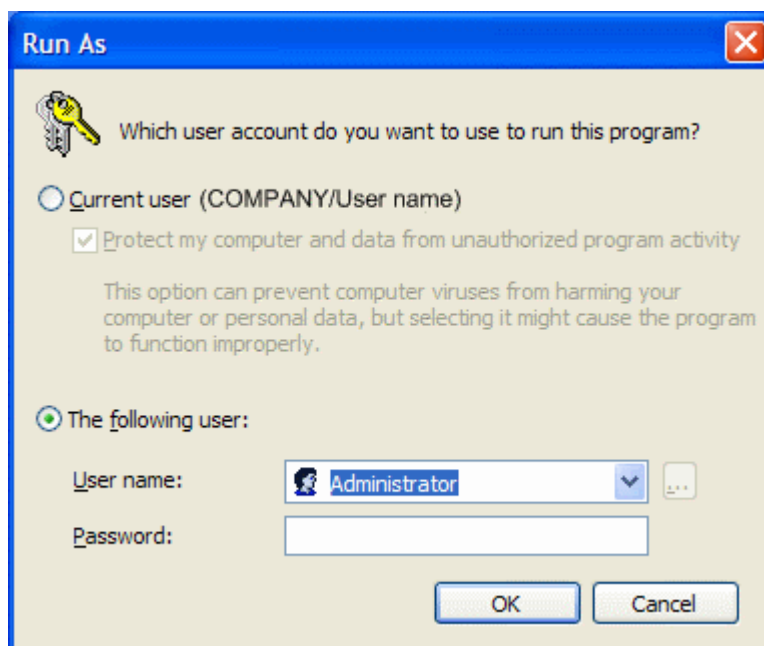 Run As
Which user account do you want to use to run this program?
Current user (COMPANY/User name)
Protect my computer and data from unauthorized program activity
This option can prevent computer viruses from harming your
computer or personal data, but selecting it might cause the program
to function improperly.
The following user:
User name: Administrator ...
Password:
OK Cancel